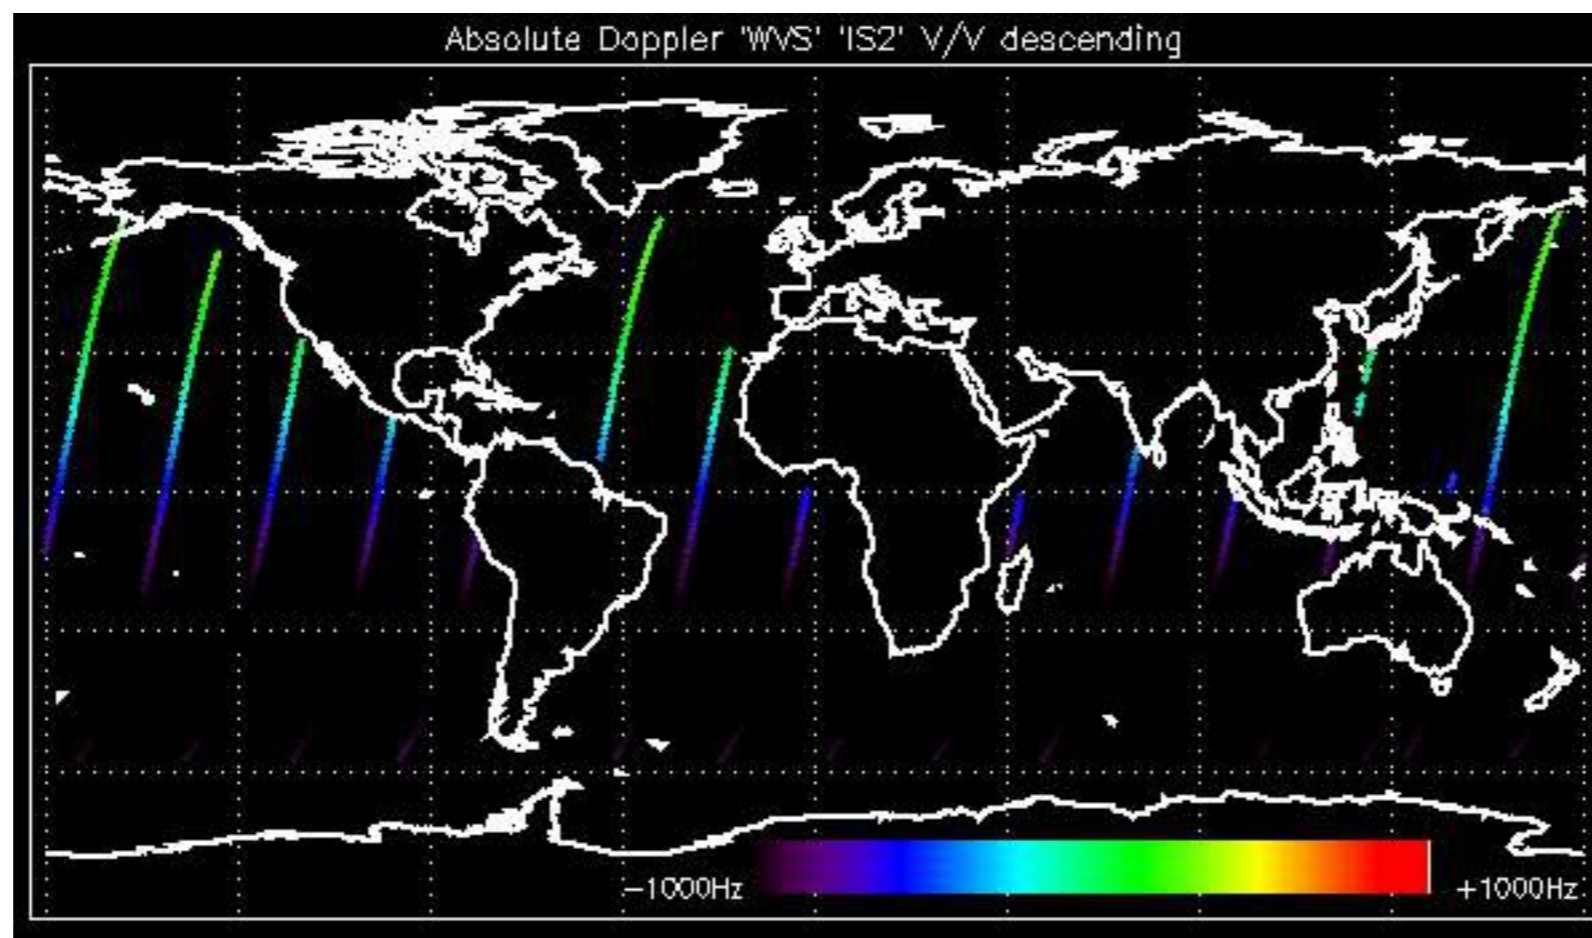 Absolute Doppler 'WVS' 'IS2' V/V descending
−1000Hz +1000Hz